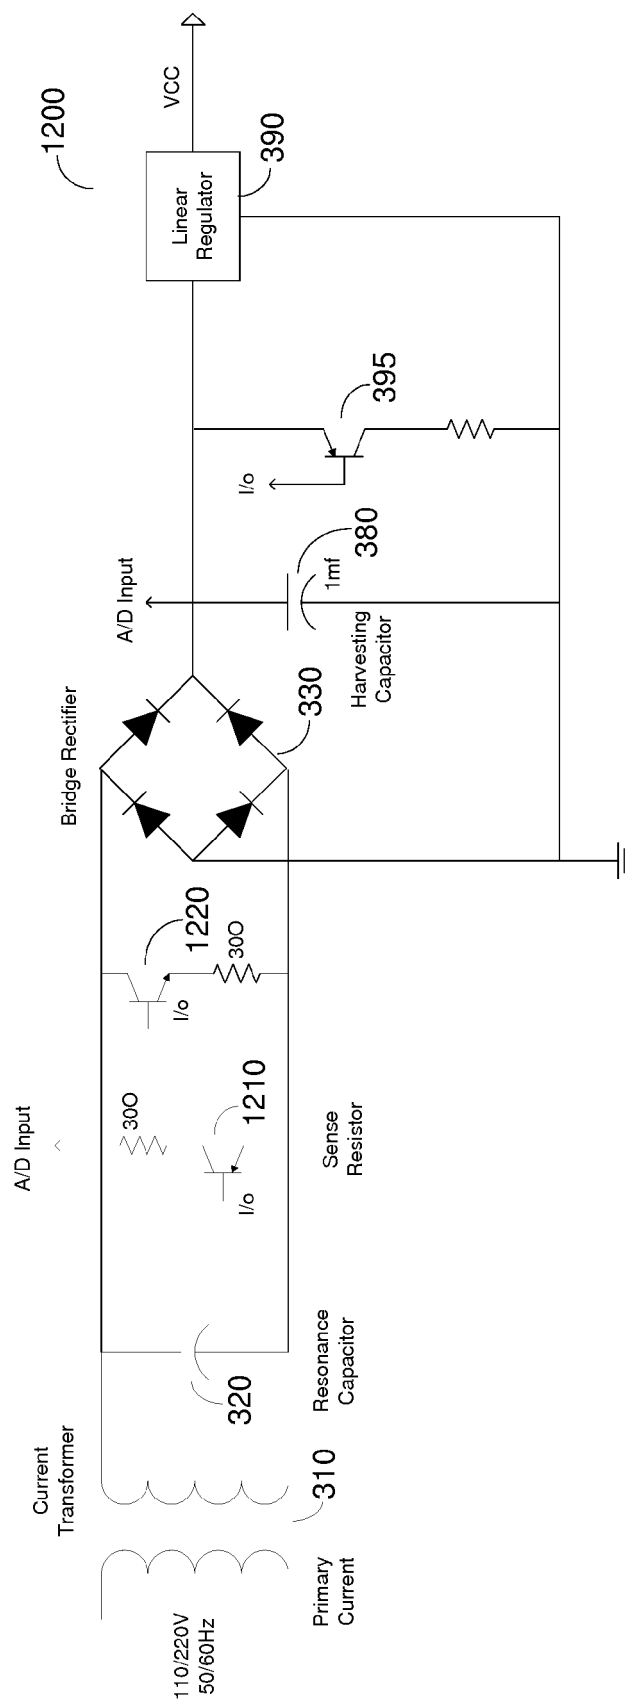 1200
VCC
Linear
Regulator
390
395
I/o
A/D Input
380
1mf
Harvesting
Capacitor
330
Bridge Rectifier
1220
30O
I/o
A/D Input
30O
1210
I/o
Sense
Resistor
Resonance
Capacitor
320
Current
Transformer
310
Primary
Current
110/220V
50/60Hz